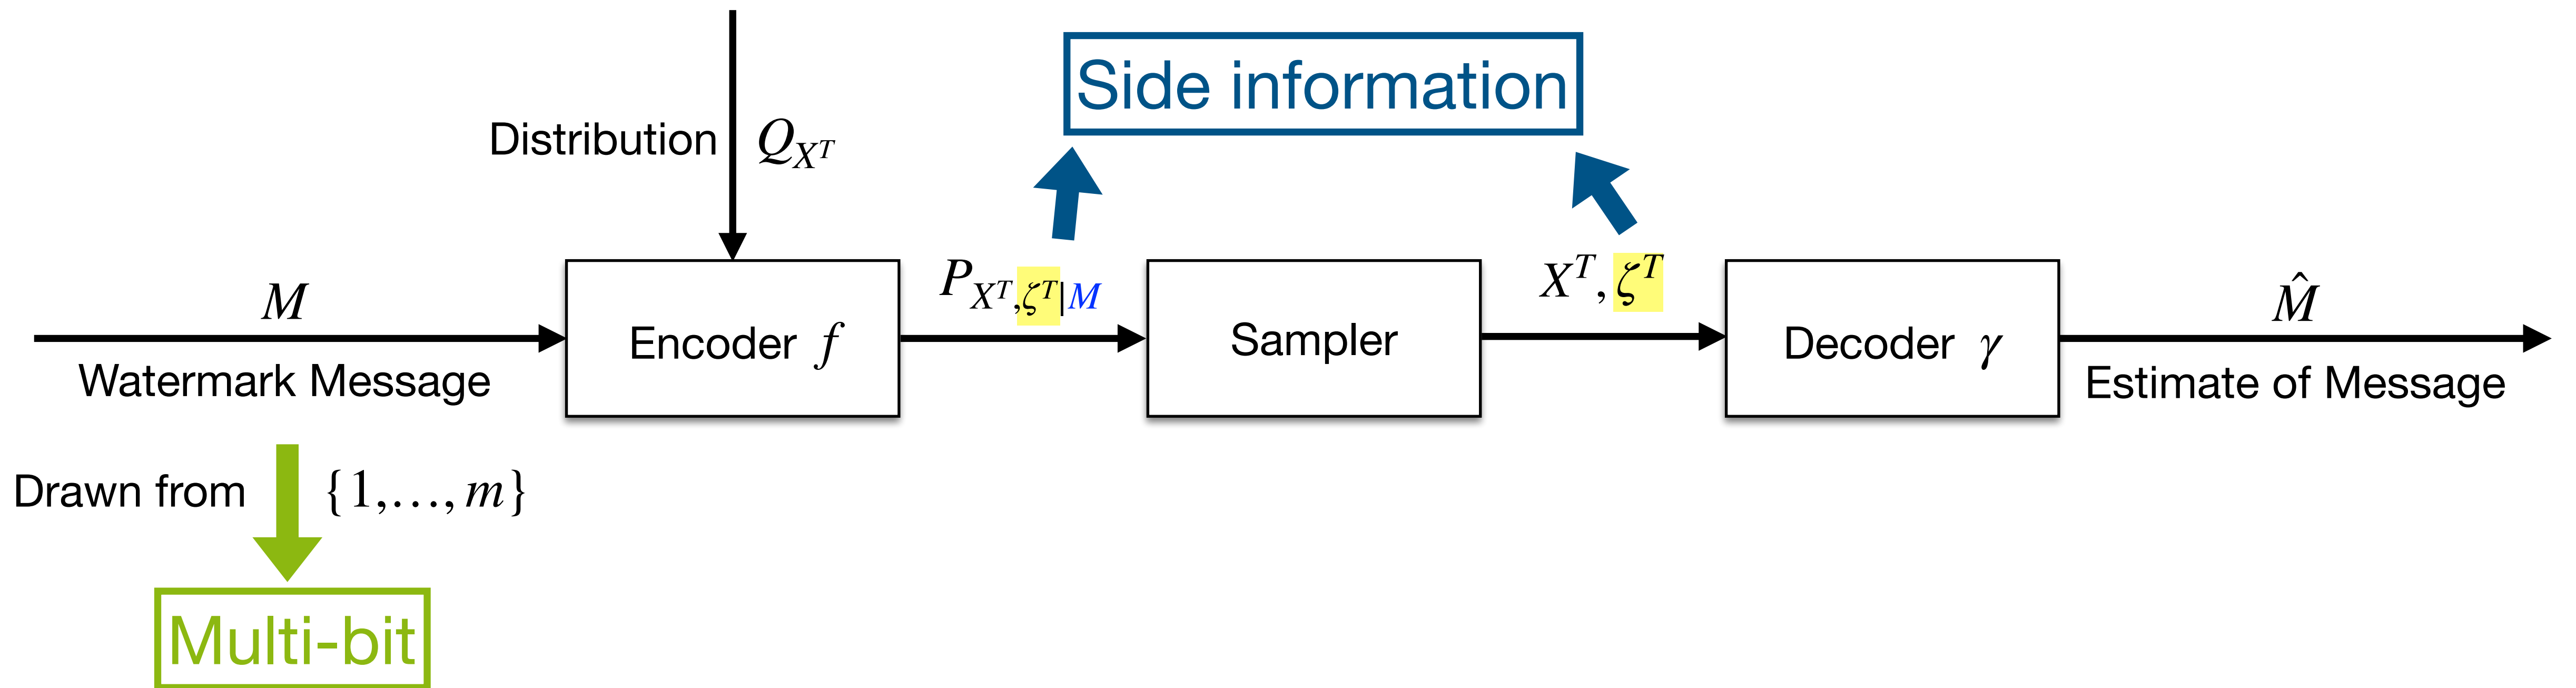 Side information
Distribution Q_{X^T}
M
Watermark Message
Encoder f
P_{X^T,ζ^T|M}
Sampler
X^T, ζ^T
Decoder γ
M̂
Estimate of Message
Drawn from {1,…, m}
Multi-bit